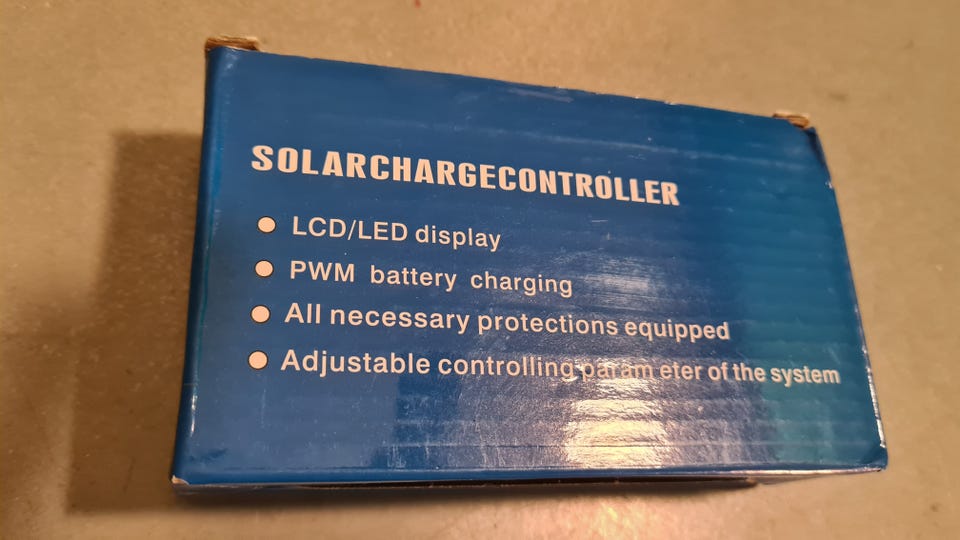 SOLARCHARGECONTROLLER
LCD/LED display
PWM battery charging
All necessary protections equipped
Adjustable controlling param eter of the system